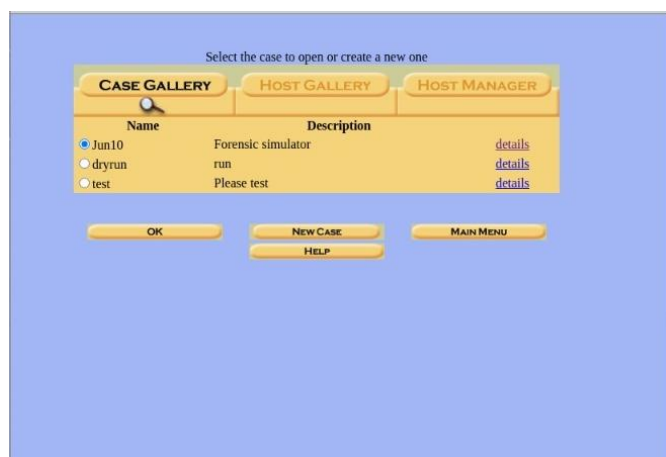 Select the case to open or create a new one
CASE GALLERY HOST GALLERY HOST MANAGER
Name Description
Jun10 Forensic simulator details
dryrun run details
test Please test details
OK NEW CASE MAIN MENU
HELP